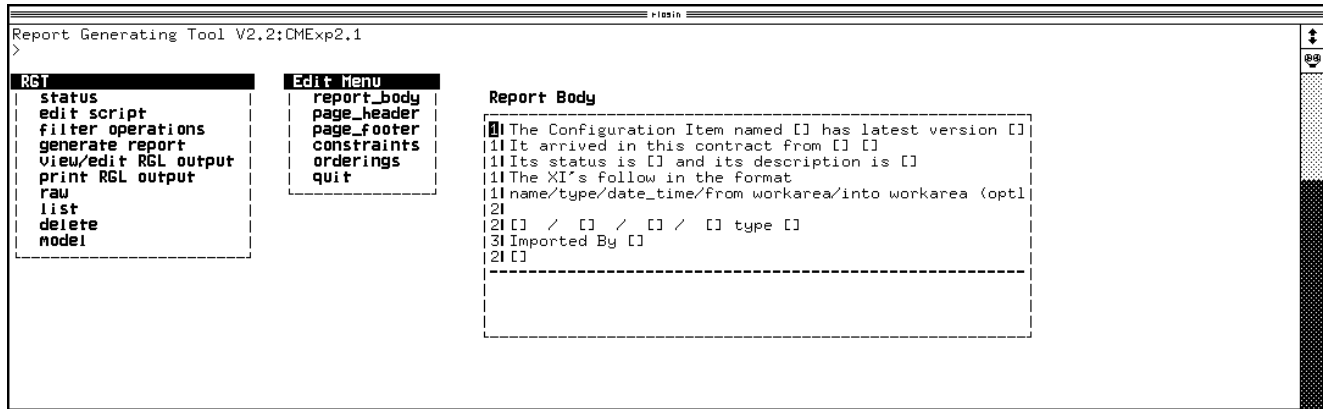 rlogin
Report Generating Tool V2.2:CMExp2.1
>
RGT
status
edit script
filter operations
generate report
view/edit RGL output
print RGL output
raw
list
delete
model
Edit Menu
report_body
page_header
page_footer
constraints
orderings
quit
Report Body
1| The Configuration Item named [] has latest version []
1| It arrived in this contract from [] []
1| Its status is [] and its description is []
1| The XI's follow in the format
1| name/type/date_time/from workarea/into workarea (optl
2|
2| [] / [] / [] / [] type []
3| Imported By []
2| []